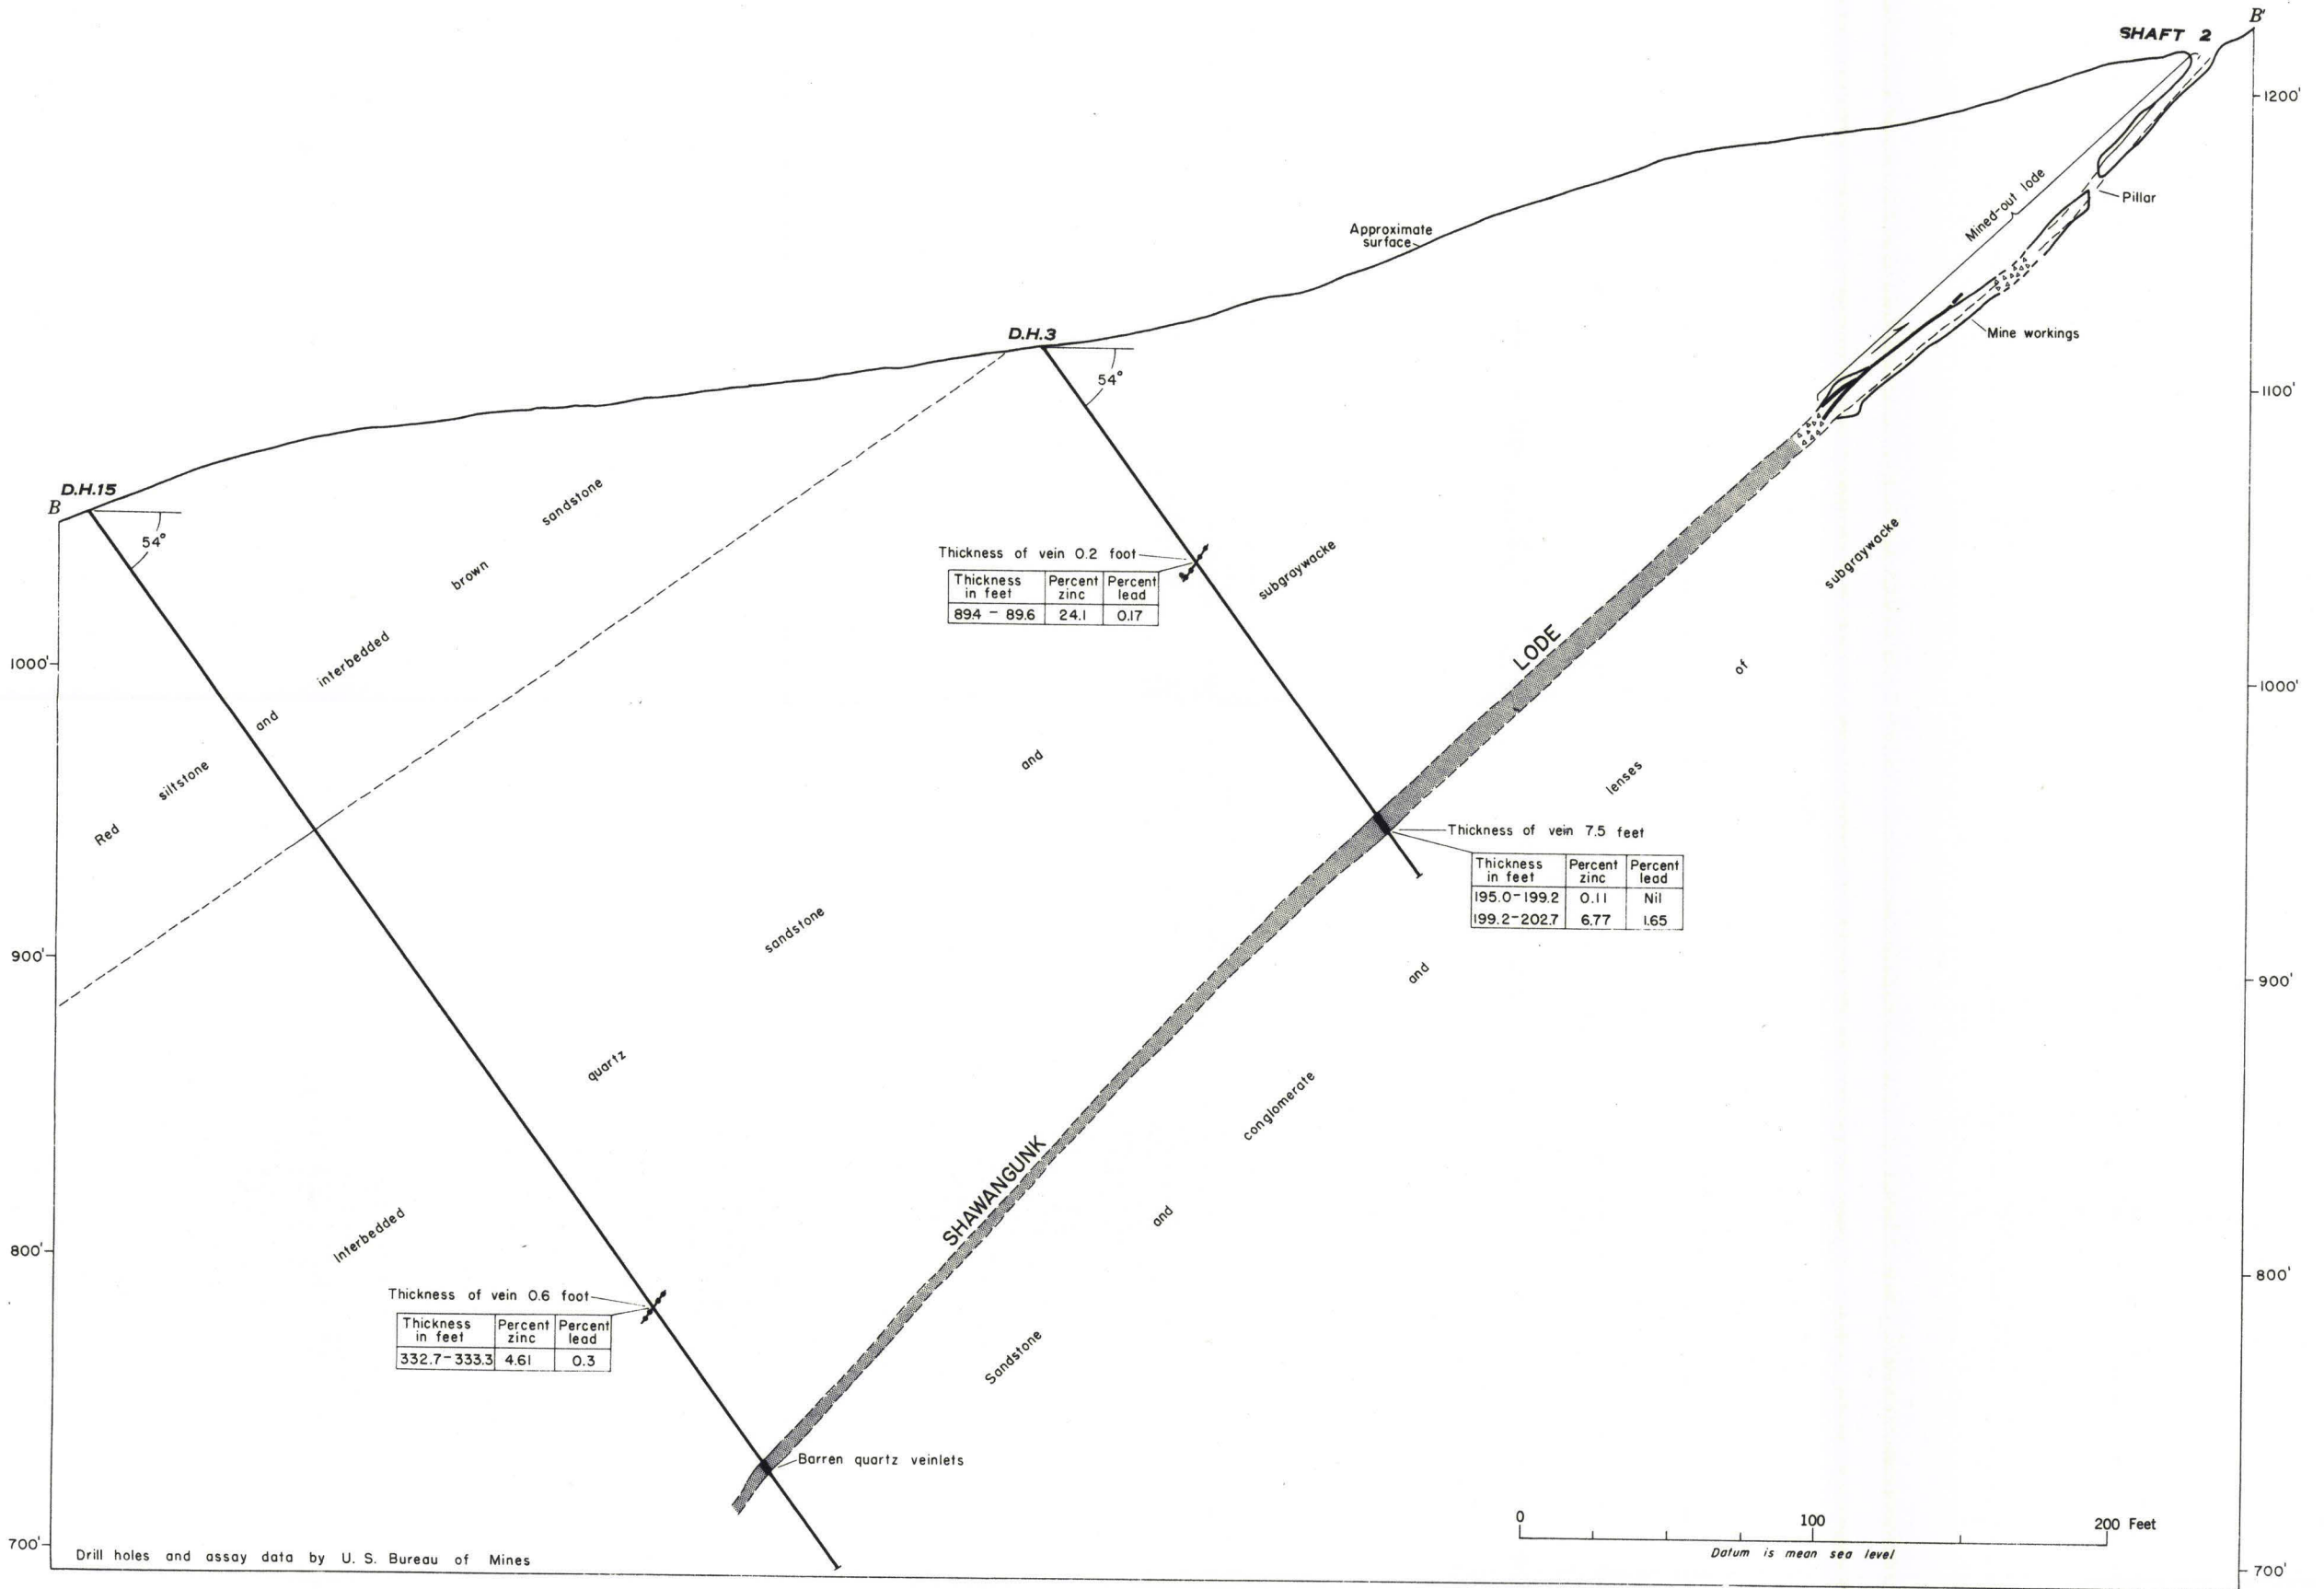 B'
SHAFT 2
1200'
Mined-out lode
Pillar
Approximate
surface
D.H.3
54°
Mine workings
1100'
D.H.15
B
54°
Red siltstone and interbedded brown sandstone
Thickness of vein 0.2 foot
Thickness in feet Percent zinc Percent lead
89.4 - 89.6 24.1 0.17
1000'
1000'
Interbedded quartz sandstone and subgraywacke
SHAWANGUNK LODE
Sandstone and conglomerate and lenses of subgraywacke
Thickness of vein 7.5 feet
Thickness in feet Percent zinc Percent lead
195.0-199.2 0.11 Nil
199.2-202.7 6.77 1.65
900'
900'
800'
800'
Thickness of vein 0.6 foot
Thickness in feet Percent zinc Percent lead
332.7-333.3 4.61 0.3
Barren quartz veinlets
700'
700'
Drill holes and assay data by U. S. Bureau of Mines
0 100 200 Feet
Datum is mean sea level